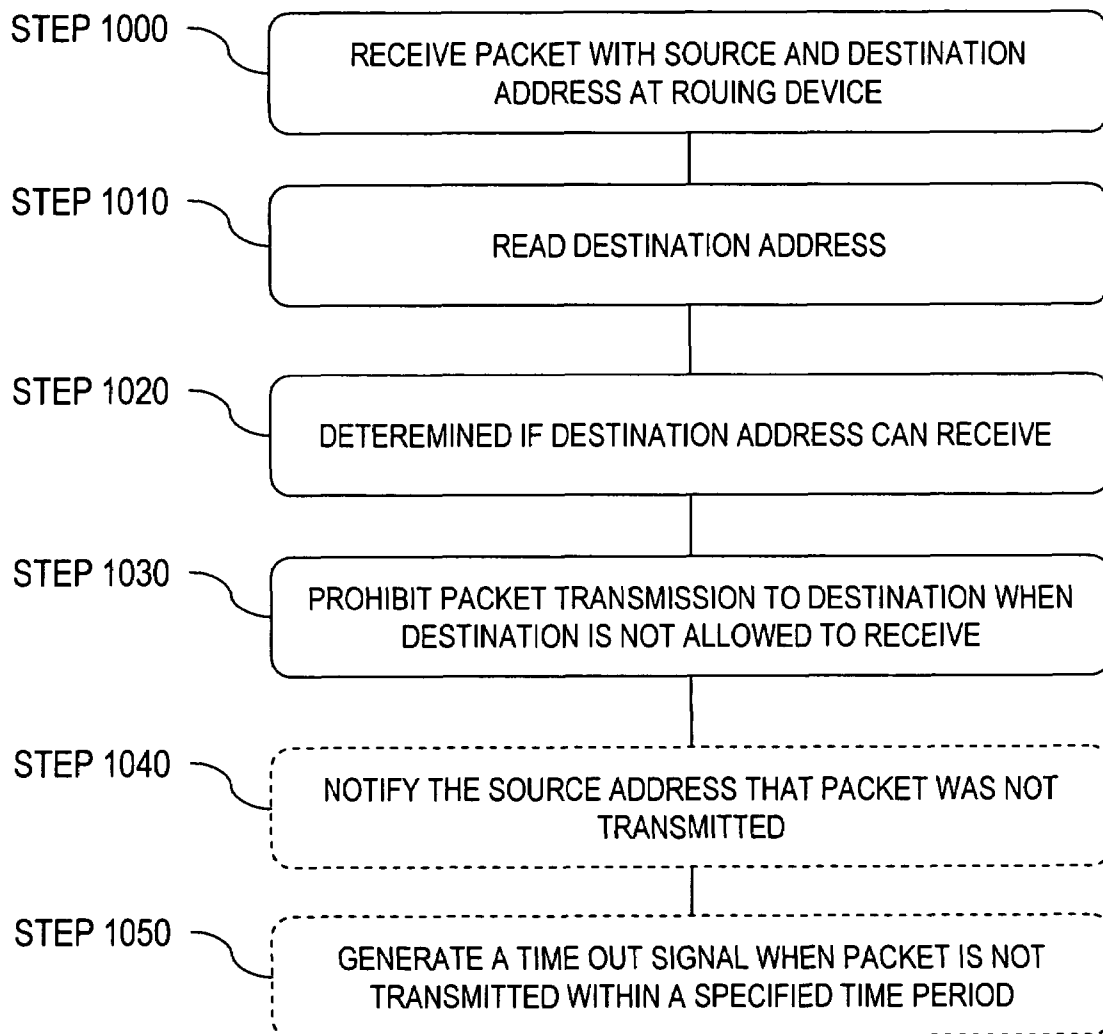 STEP 1000
RECEIVE PACKET WITH SOURCE AND DESTINATION
ADDRESS AT ROUING DEVICE
STEP 1010
READ DESTINATION ADDRESS
STEP 1020
DETEREMINED IF DESTINATION ADDRESS CAN RECEIVE
STEP 1030
PROHIBIT PACKET TRANSMISSION TO DESTINATION WHEN
DESTINATION IS NOT ALLOWED TO RECEIVE
STEP 1040
NOTIFY THE SOURCE ADDRESS THAT PACKET WAS NOT
TRANSMITTED
STEP 1050
GENERATE A TIME OUT SIGNAL WHEN PACKET IS NOT
TRANSMITTED WITHIN A SPECIFIED TIME PERIOD